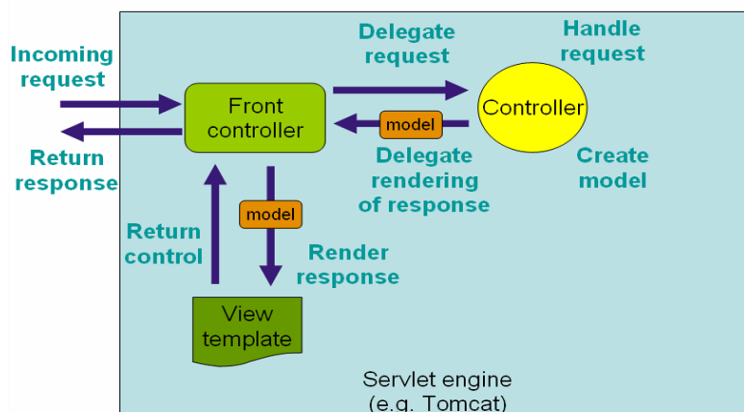 Incoming
request
Return
response
Front
controller
Delegate
request
Handle
request
Controller
model
Delegate
rendering
of response
Create
model
model
Return
control
Render
response
View
template
Servlet engine
(e.g. Tomcat)